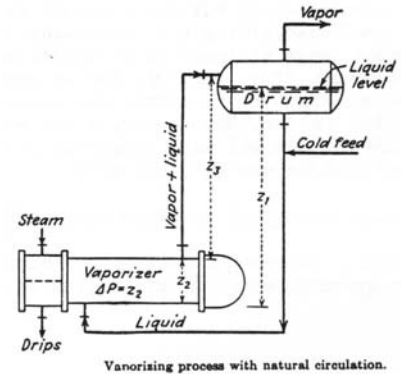 Vapor
Liquid
level
Drum
Cold feed
Vapor + liquid
z₃
z₁
Steam
Vaporizer
ΔP=z₂
z₂
Liquid
Drips
Vaporizing process with natural circulation.